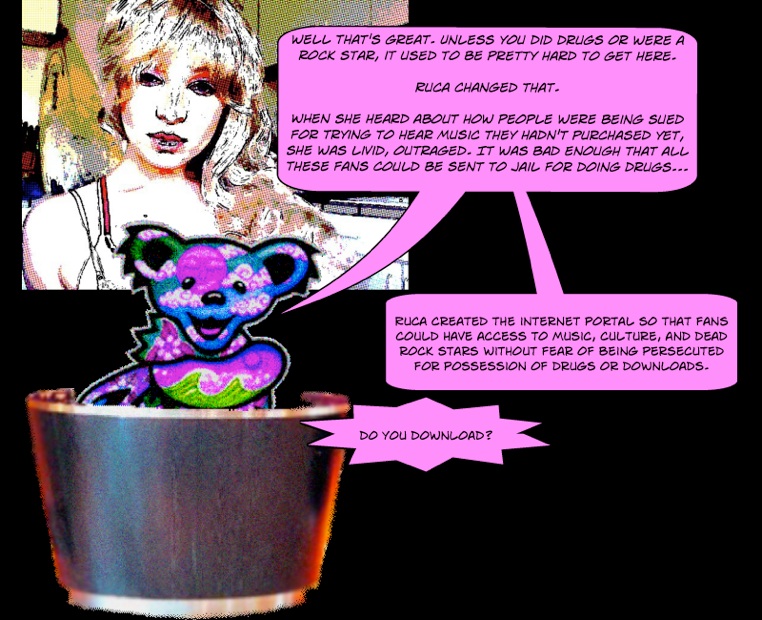 WELL THAT'S GREAT. UNLESS YOU DID DRUGS OR WERE A
ROCK STAR, IT USED TO BE PRETTY HARD TO GET HERE.
RUCA CHANGED THAT.
WHEN SHE HEARD ABOUT HOW PEOPLE WERE BEING SUED
FOR TRYING TO HEAR MUSIC THEY HADN'T PURCHASED YET,
SHE WAS LIVID, OUTRAGED. IT WAS BAD ENOUGH THAT ALL
THESE FANS COULD BE SENT TO JAIL FOR DOING DRUGS...
RUCA CREATED THE INTERNET PORTAL SO THAT FANS
COULD HAVE ACCESS TO MUSIC, CULTURE, AND DEAD
ROCK STARS WITHOUT FEAR OF BEING PERSECUTED
FOR POSSESSION OF DRUGS OR DOWNLOADS.
DO YOU DOWNLOAD?